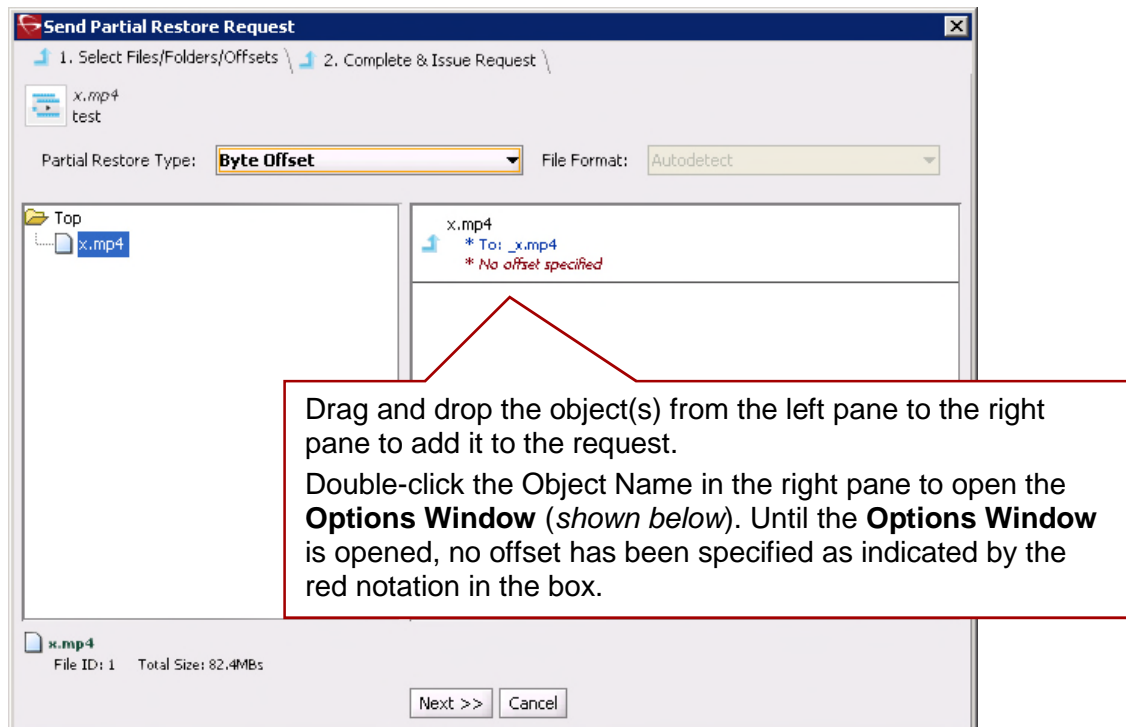 Send Partial Restore Request
1. Select Files/Folders/Offsets \ 2. Complete & Issue Request \
x.mp4
test
Partial Restore Type: Byte Offset File Format: Autodetect
Top
x.mp4
x.mp4
* To: _x.mp4
* No offset specified
Drag and drop the object(s) from the left pane to the right
pane to add it to the request.
Double-click the Object Name in the right pane to open the
Options Window (shown below). Until the Options Window
is opened, no offset has been specified as indicated by the
red notation in the box.
x.mp4
File ID: 1 Total Size: 82.4MBs
Next >> Cancel